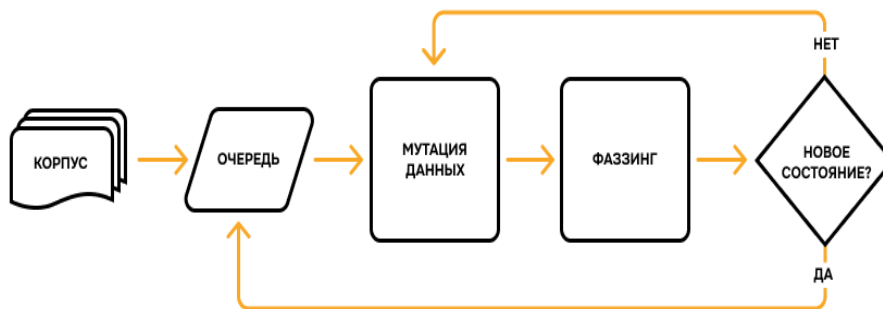 НЕТ
КОРПУС
ОЧЕРЕДЬ
МУТАЦИЯ
ДАННЫХ
ФАЗЗИНГ
НОВОЕ
СОСТОЯНИЕ?
ДА